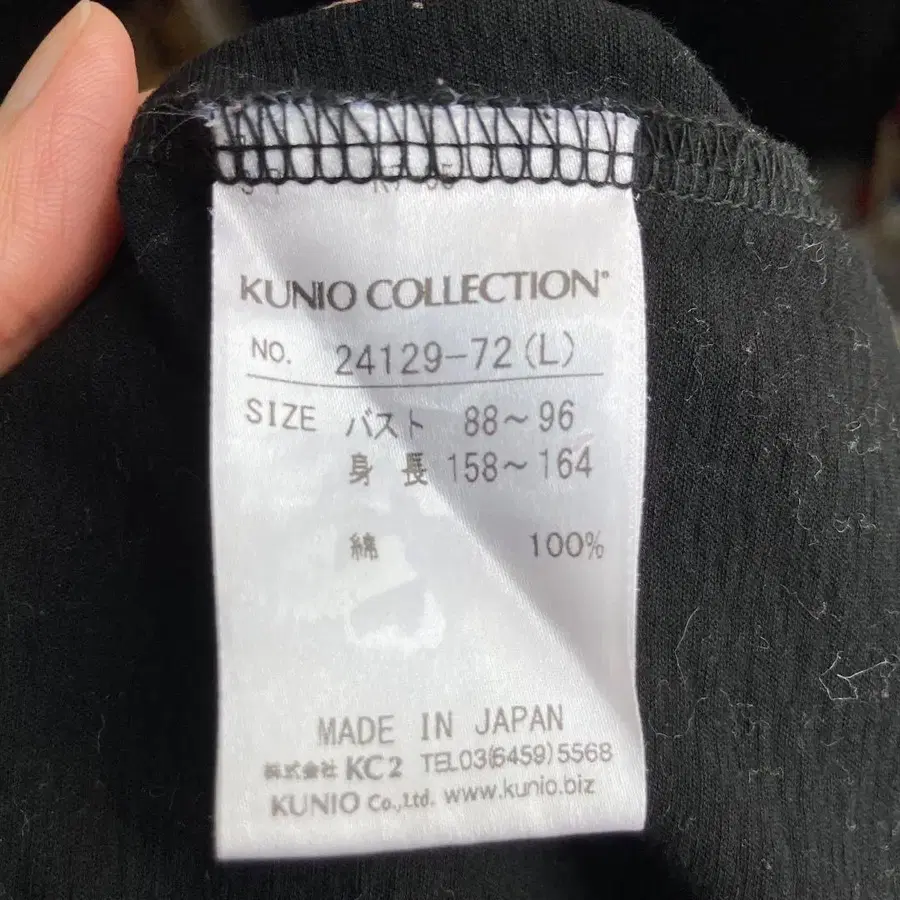 KUNIO COLLECTION®
NO. 24129-72(L)
SIZE バスト 88～96
身 長 158～164
綿 100%
MADE IN JAPAN
株式会社 KC2 TEL03(6459)5568
KUNIO Co.,Ltd. www.kunio.biz